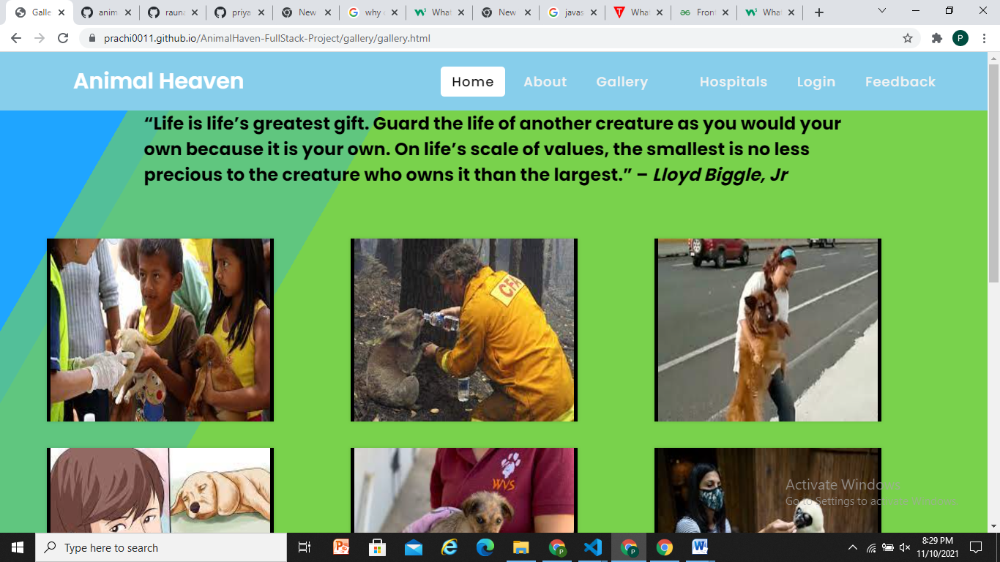 Galle
anim
rauna
priya
New
why
What
New
javas
What
Front
What
prachi0011.github.io/AnimalHaven-FullStack-Project/gallery/gallery.html
P
Animal Heaven
Home
About
Gallery
Hospitals
Login
Feedback
“Life is life’s greatest gift. Guard the life of another creature as you would your
own because it is your own. On life’s scale of values, the smallest is no less
precious to the creature who owns it than the largest.” – Lloyd Biggle, Jr
CFA
WVS
Activate Windows
Go to Settings to activate Windows.
Type here to search
8:29 PM
11/10/2021